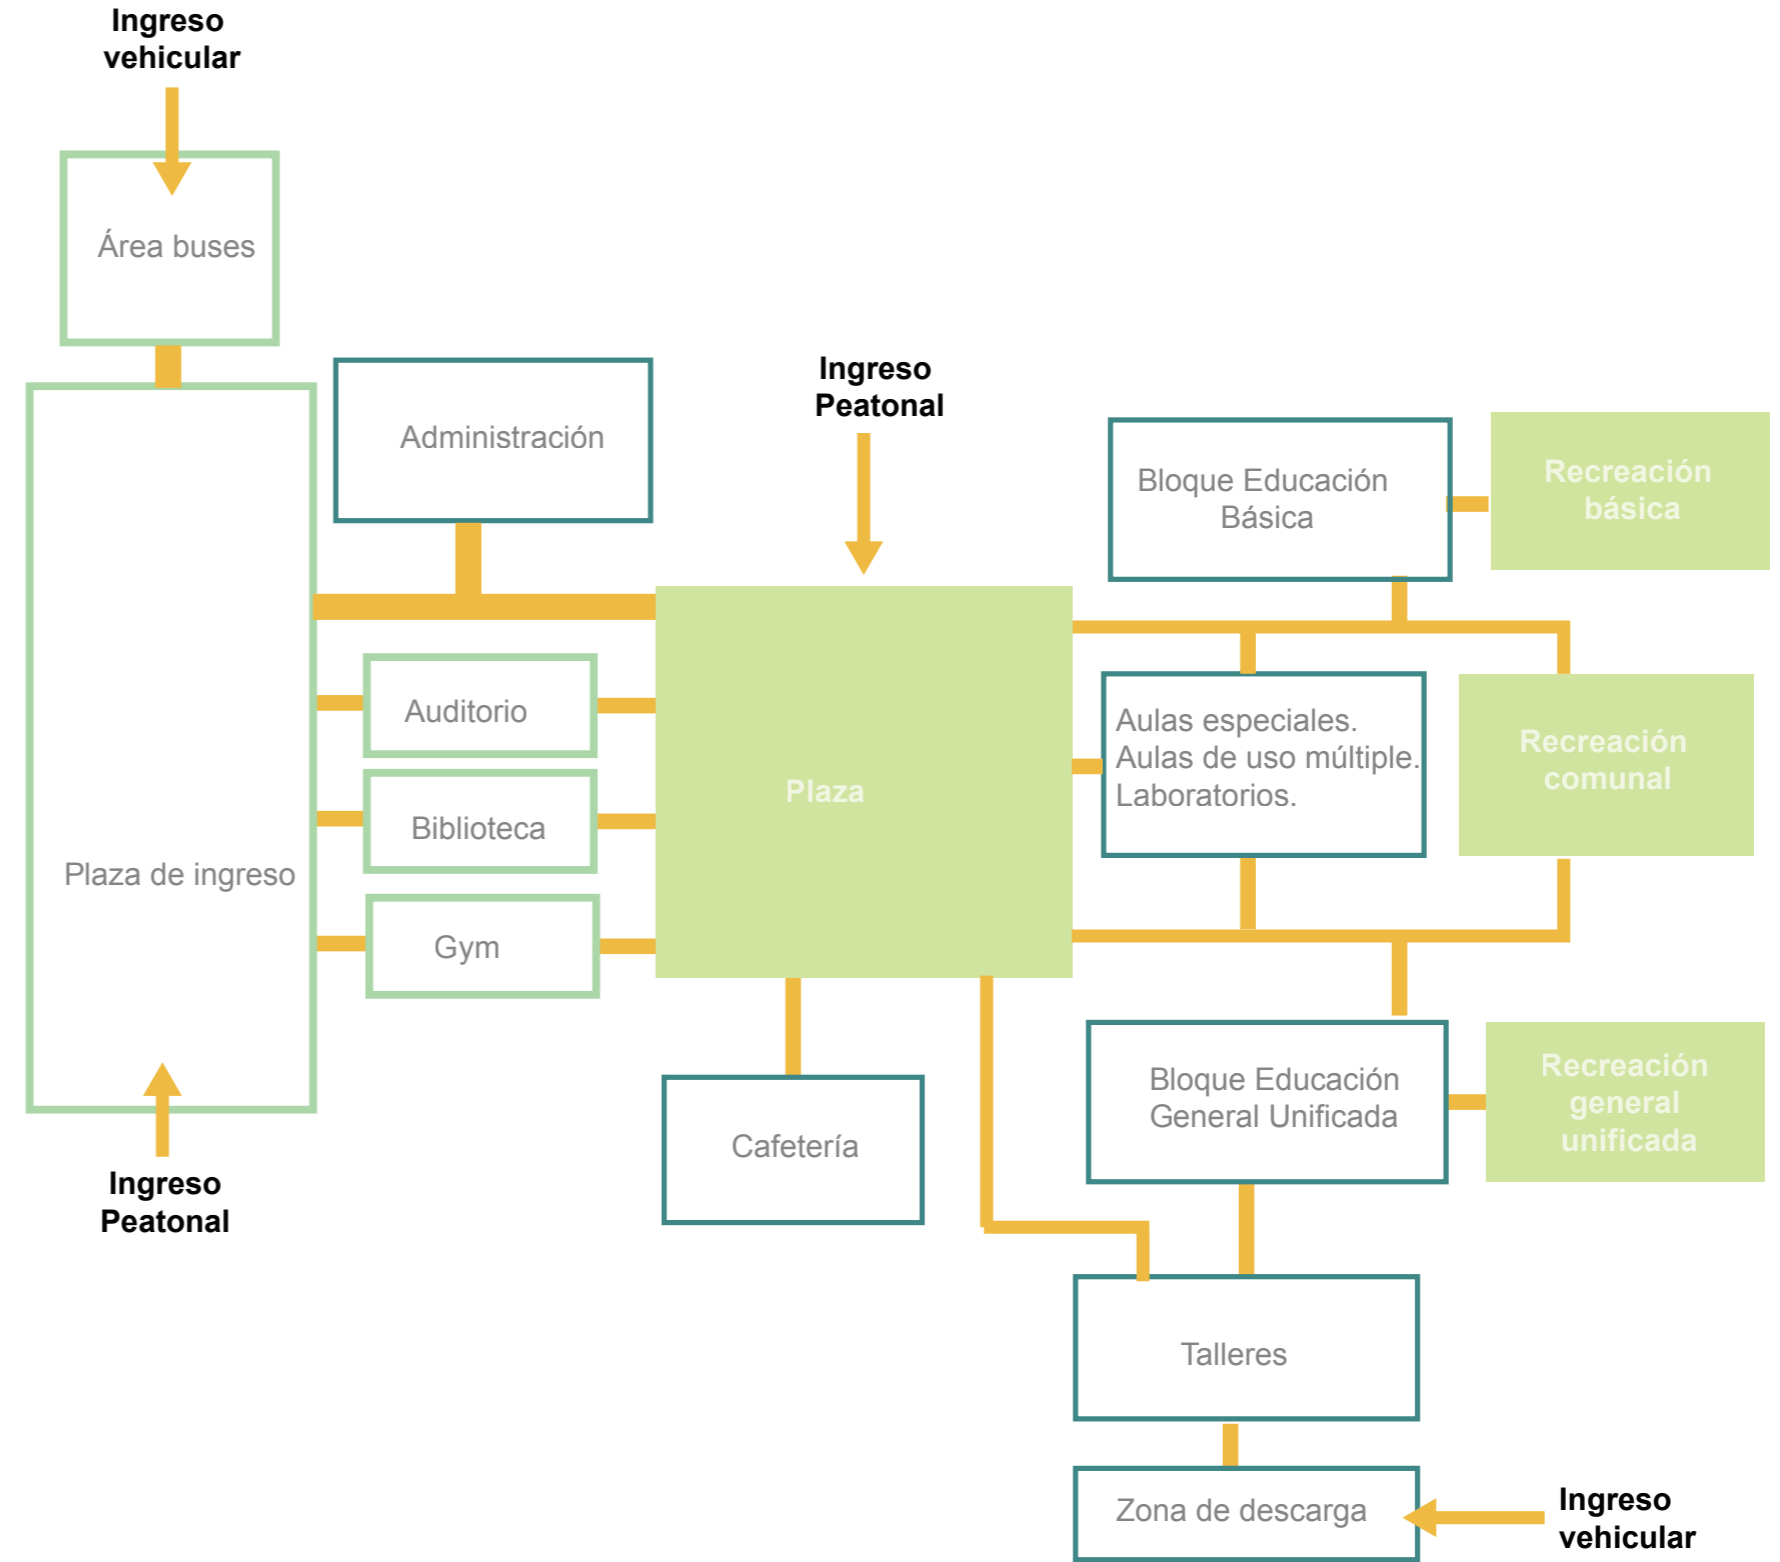 Ingreso
vehicular
Área buses
Administración
Ingreso
Peatonal
Bloque Educación
Básica
Recreación
básica
Auditorio
Aulas especiales.
Aulas de uso múltiple.
Laboratorios.
Recreación
comunal
Plaza
Biblioteca
Plaza de ingreso
Gym
Bloque Educación
General Unificada
Recreación
general
unificada
Cafetería
Ingreso
Peatonal
Talleres
Zona de descarga
Ingreso
vehicular